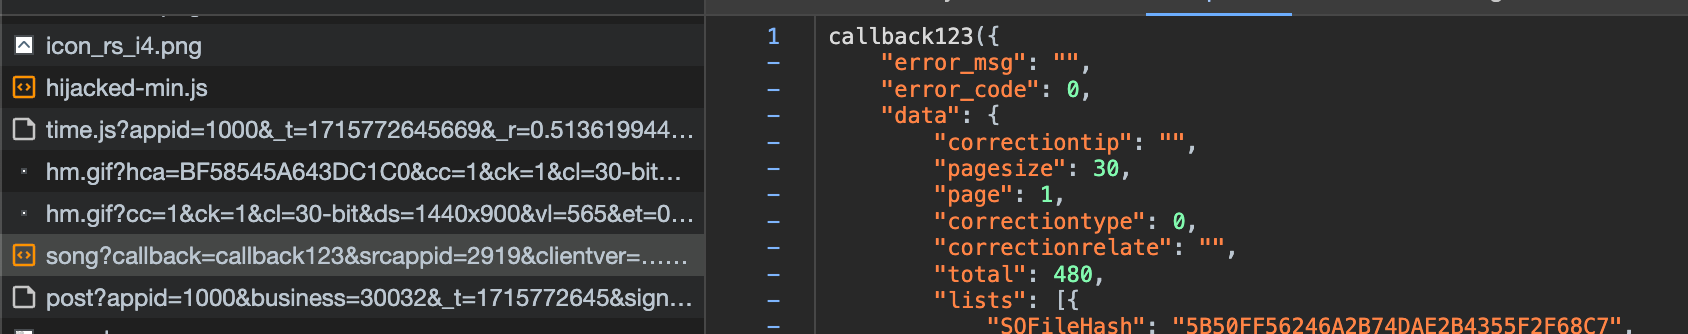 icon_rs_i4.png
hijacked-min.js
time.js?appid=1000&_t=1715772645669&_r=0.513619944...
hm.gif?hca=BF58545A643DC1C0&cc=1&ck=1&cl=30-bit...
hm.gif?cc=1&ck=1&cl=30-bit&ds=1440x900&vl=565&et=0...
song?callback=callback123&srcappid=2919&clientver=......
post?appid=1000&business=30032&_t=1715772645&sign...
1 callback123({
- "error_msg": "",
- "error_code": 0,
- "data": {
- "correctiontip": "",
- "pagesize": 30,
- "page": 1,
- "correctiontype": 0,
- "correctionrelate": "",
- "total": 480,
- "lists": [{
- "SQFileHash": "5B50FF56246A2B74DAE2B4355F2F68C7",